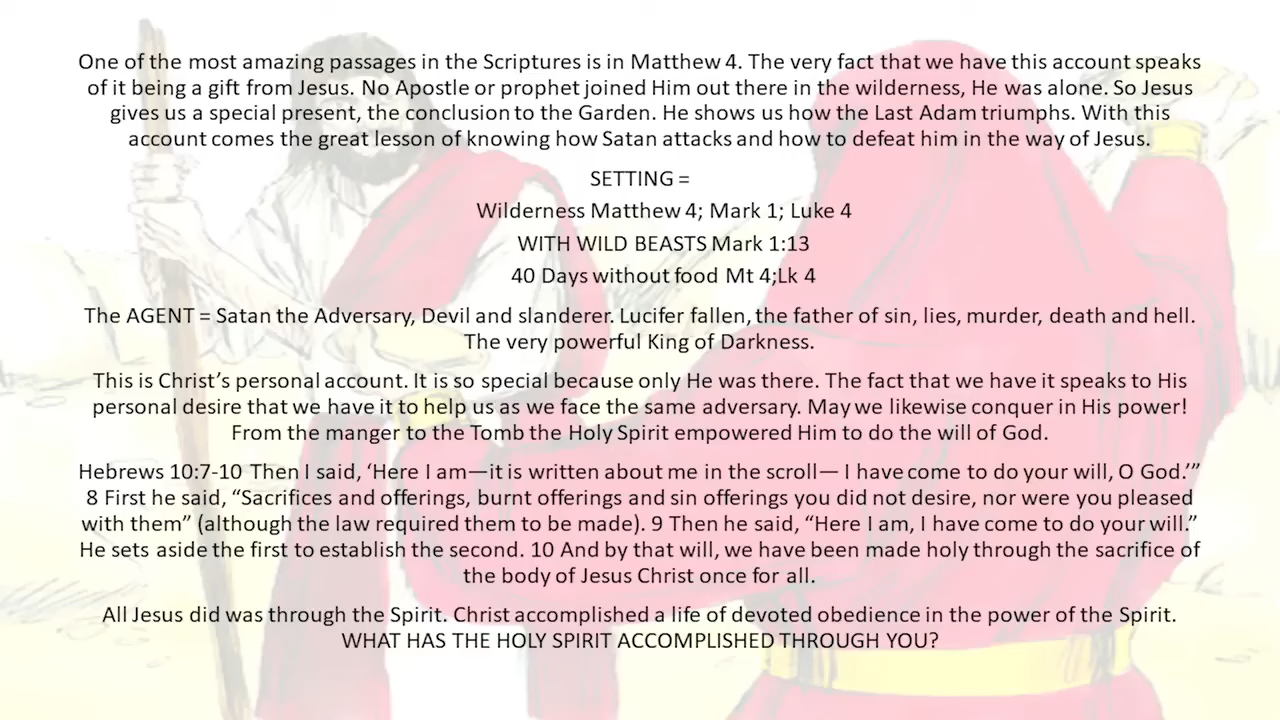 One of the most amazing passages in the Scriptures is in Matthew 4. The very fact that we have this account speaks
of it being a gift from Jesus. No Apostle or prophet joined Him out there in the wilderness, He was alone. So Jesus
gives us a special present, the conclusion to the Garden. He shows us how the Last Adam triumphs. With this
account comes the great lesson of knowing how Satan attacks and how to defeat him in the way of Jesus.
SETTING =
Wilderness Matthew 4; Mark 1; Luke 4
WITH WILD BEASTS Mark 1:13
40 Days without food Mt 4;Lk 4
The AGENT = Satan the Adversary, Devil and slanderer. Lucifer fallen, the father of sin, lies, murder, death and hell.
The very powerful King of Darkness.
This is Christ’s personal account. It is so special because only He was there. The fact that we have it speaks to His
personal desire that we have it to help us as we face the same adversary. May we likewise conquer in His power!
From the manger to the Tomb the Holy Spirit empowered Him to do the will of God.
Hebrews 10:7-10 Then I said, ‘Here I am—it is written about me in the scroll— I have come to do your will, O God.’”
8 First he said, “Sacrifices and offerings, burnt offerings and sin offerings you did not desire, nor were you pleased
with them” (although the law required them to be made). 9 Then he said, “Here I am, I have come to do your will.”
He sets aside the first to establish the second. 10 And by that will, we have been made holy through the sacrifice of
the body of Jesus Christ once for all.
All Jesus did was through the Spirit. Christ accomplished a life of devoted obedience in the power of the Spirit.
WHAT HAS THE HOLY SPIRIT ACCOMPLISHED THROUGH YOU?